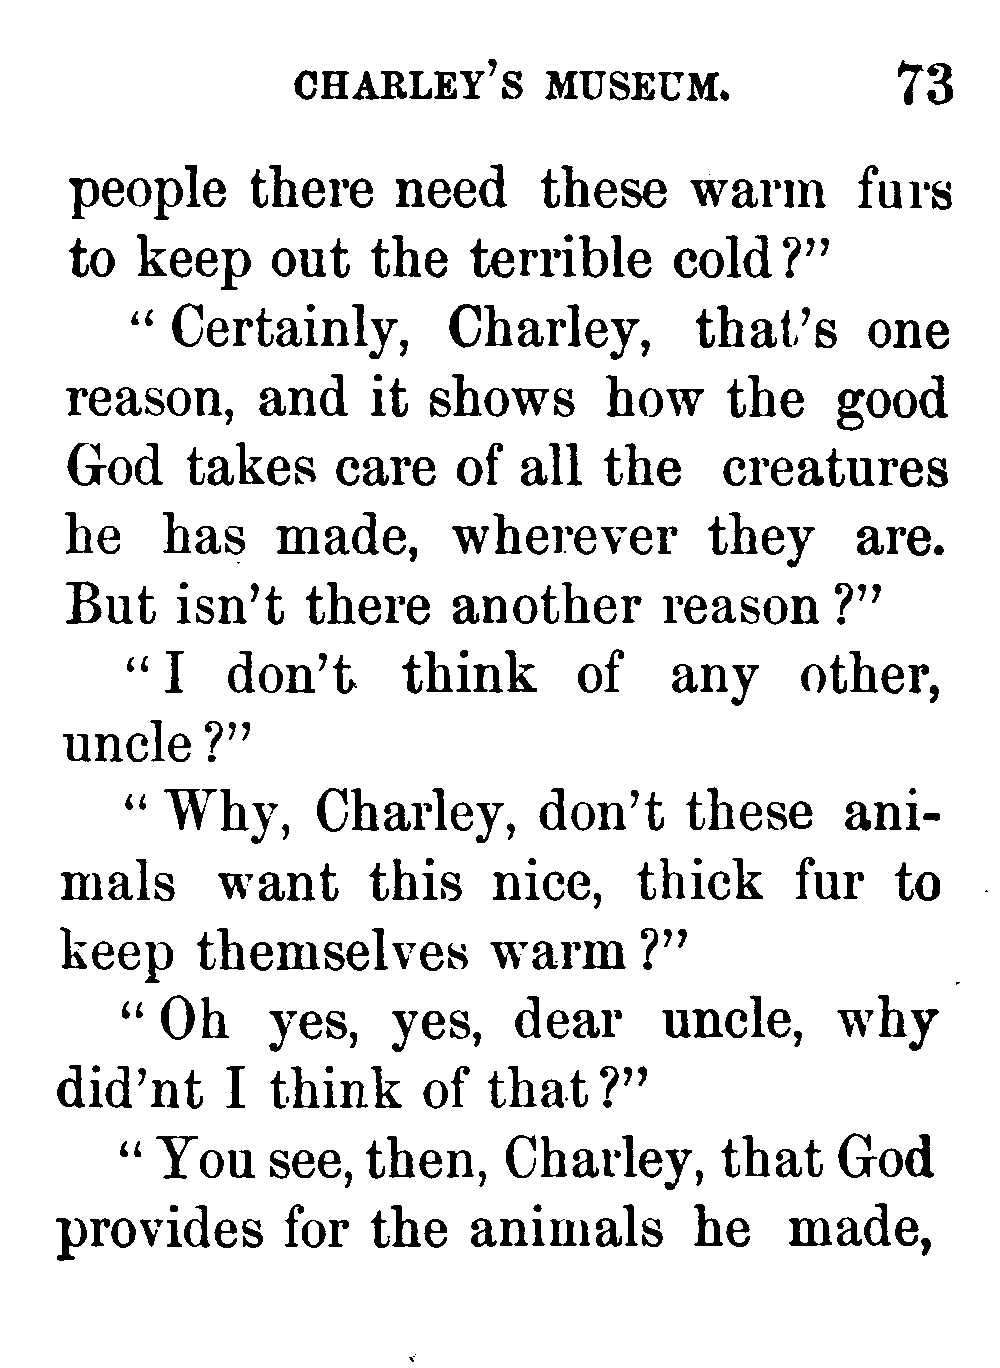 CHARLEY'S MUSEUM. 73
people there need these warm furs
to keep out the terrible cold?"
"Certainly, Charley, that's one
reason, and it shows how the good
God takes care of all the creatures
he has made, wherever they are.
But isn't there another reason?"
"I don't think of any other,
uncle?"
"Why, Charley, don't these ani-
mals want this nice, thick fur to
keep themselves warm?"
"Oh yes, yes, dear uncle, why
did'nt I think of that?"
"You see, then, Charley, that God
provides for the animals he made,